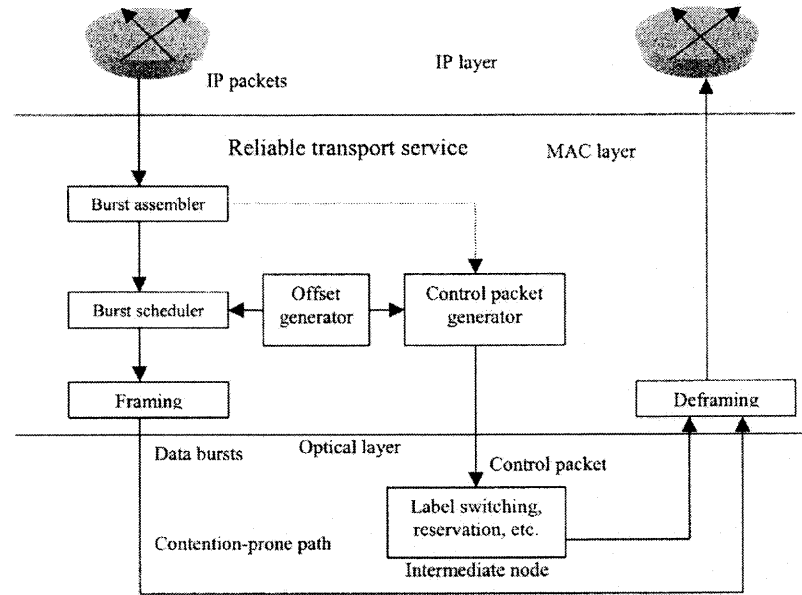 IP packets
IP layer
Reliable transport service
MAC layer
Burst assembler
Burst scheduler
Offset
generator
Control packet
generator
Framing
Deframing
Data bursts
Optical layer
Control packet
Label switching,
reservation, etc.
Contention-prone path
Intermediate node